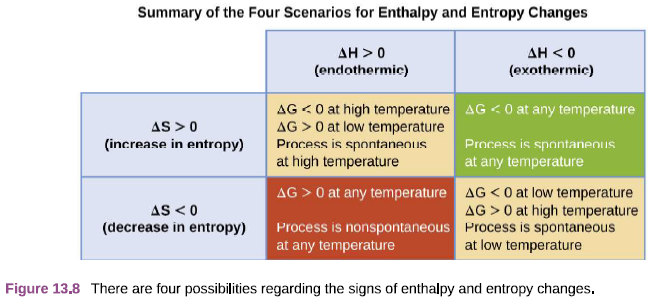 Summary of the Four Scenarios for Enthalpy and Entropy Changes
ΔH > 0
(endothermic)
ΔH < 0
(exothermic)
ΔS > 0
(increase in entropy)
ΔG < 0 at high temperature
ΔG > 0 at low temperature
Process is spontaneous
at high temperature
ΔG < 0 at any temperature
Process is spontaneous
at any temperature
ΔS < 0
(decrease in entropy)
ΔG > 0 at any temperature
Process is nonspontaneous
at any temperature
ΔG < 0 at low temperature
ΔG > 0 at high temperature
Process is spontaneous
at low temperature
Figure 13.8 There are four possibilities regarding the signs of enthalpy and entropy changes.